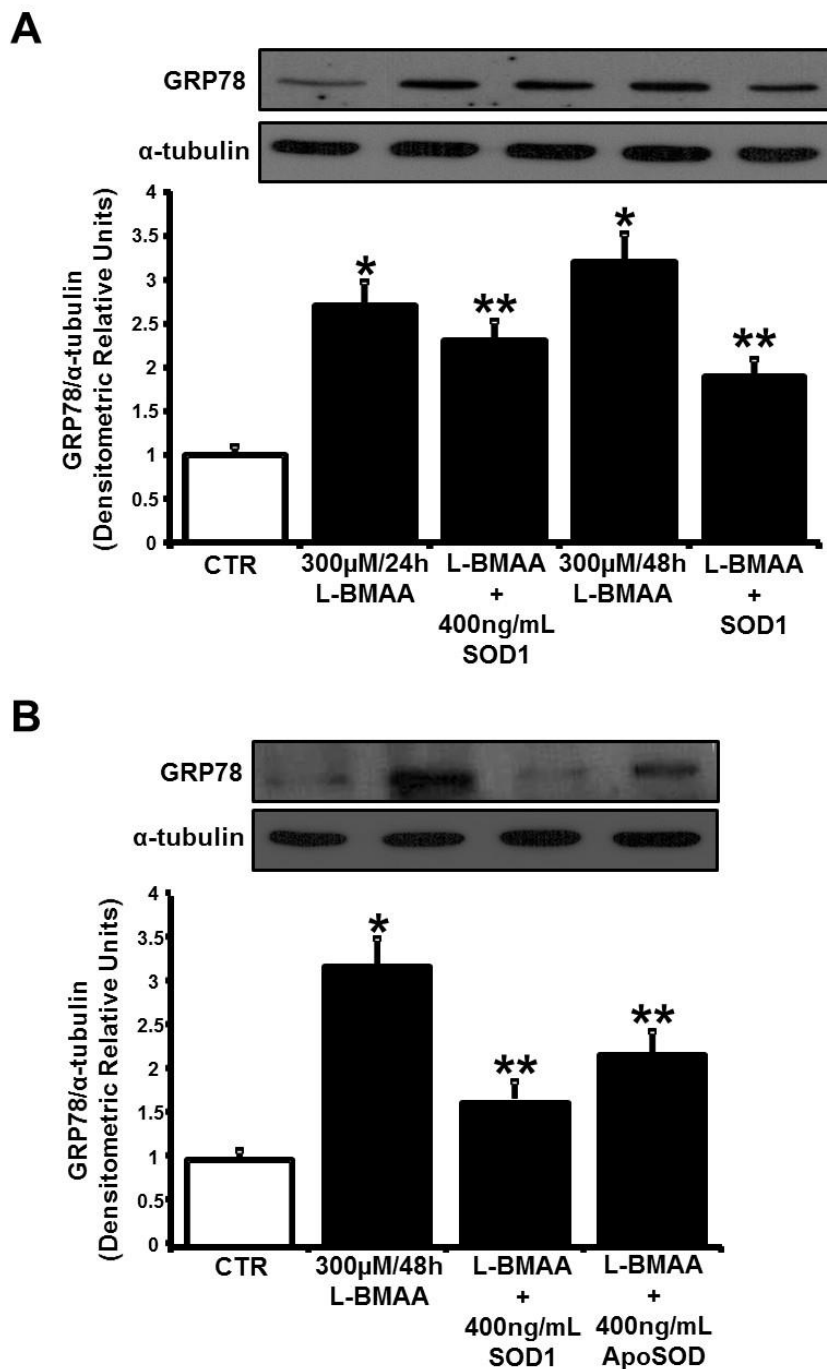 A
GRP78
α-tubulin
GRP78/α-tubulin
(Densitometric Relative Units)
4
3.5
3
2.5
2
1.5
1
0.5
0
*
**
*
**
CTR
300µM/24h
L-BMAA
L-BMAA
+
400ng/mL
SOD1
300µM/48h
L-BMAA
L-BMAA
+
SOD1
B
GRP78
α-tubulin
GRP78/α-tubulin
(Densitometric Relative Units)
4
3.5
3
2.5
2
1.5
1
0.5
0
*
**
**
CTR
300µM/48h
L-BMAA
L-BMAA
+
400ng/mL
SOD1
L-BMAA
+
400ng/mL
ApoSOD